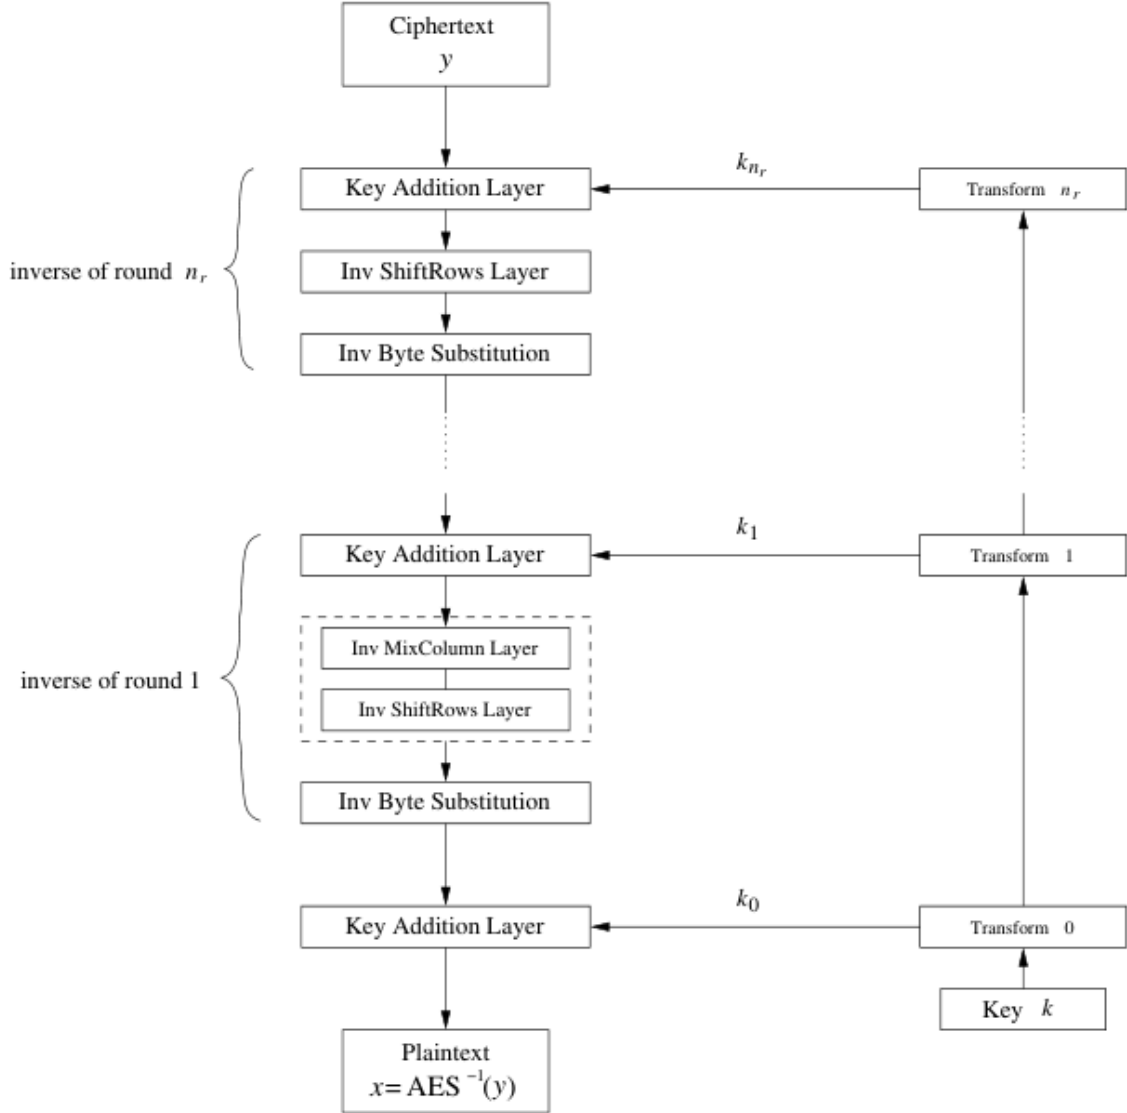 Ciphertext
y
k_{n_r}
Key Addition Layer
Transform n_r
inverse of round n_r
Inv ShiftRows Layer
Inv Byte Substitution
k_1
Key Addition Layer
Transform 1
Inv MixColumn Layer
inverse of round 1
Inv ShiftRows Layer
Inv Byte Substitution
k_0
Key Addition Layer
Transform 0
Key k
Plaintext
x = AES^{-1}(y)